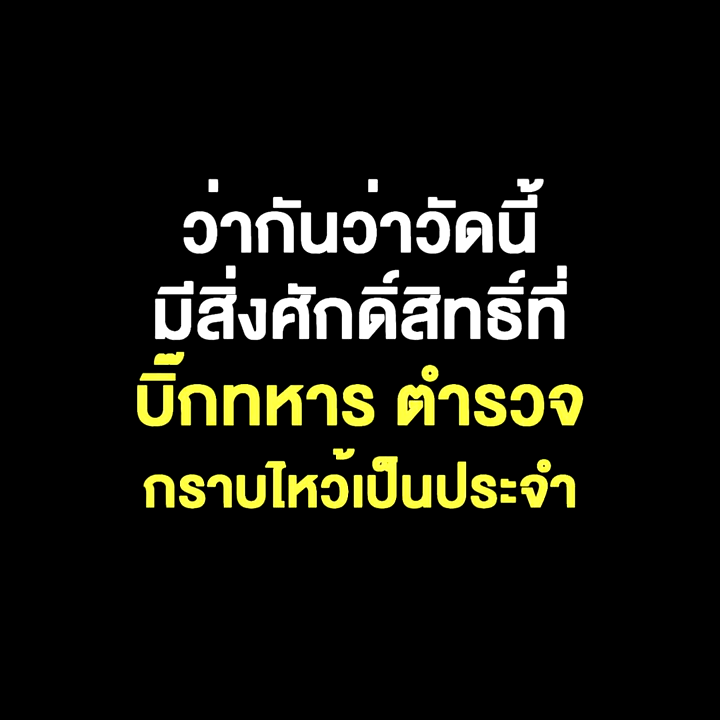 ว่ากันว่าวัดนี้
มีสิ่งศักดิ์สิทธิ์ที่
บิ๊กทหาร ตำรวจ
กราบไหว้เป็นประจำ